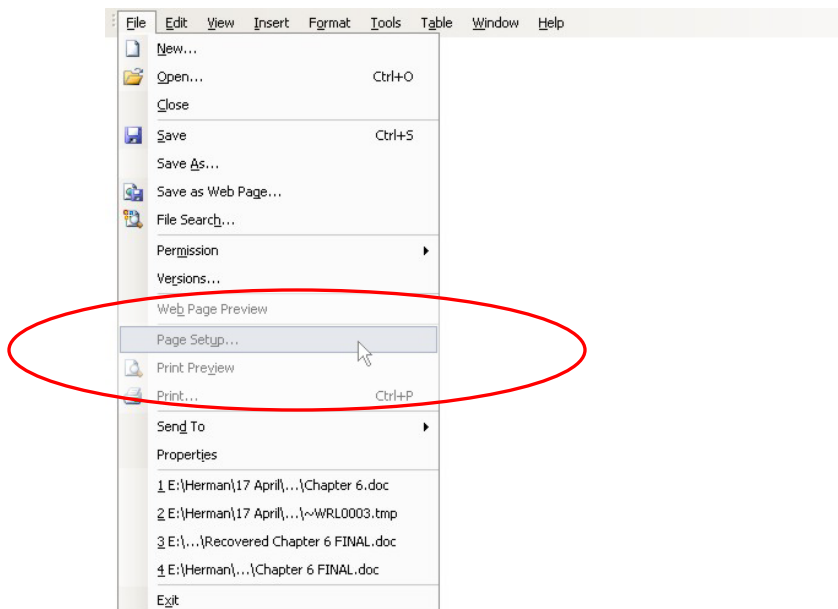 File Edit View Insert Format Tools Table Window Help
New...
Open... Ctrl+O
Close
Save Ctrl+S
Save As...
Save as Web Page...
File Search...
Permission
Versions...
Web Page Preview
Page Setup...
Print Preview
Print... Ctrl+P
Send To
Properties
1 E:\Herman\17 April\...\Chapter 6.doc
2 E:\Herman\17 April\...\~WRL0003.tmp
3 E:\...\Recovered Chapter 6 FINAL.doc
4 E:\Herman\...\Chapter 6 FINAL.doc
Exit